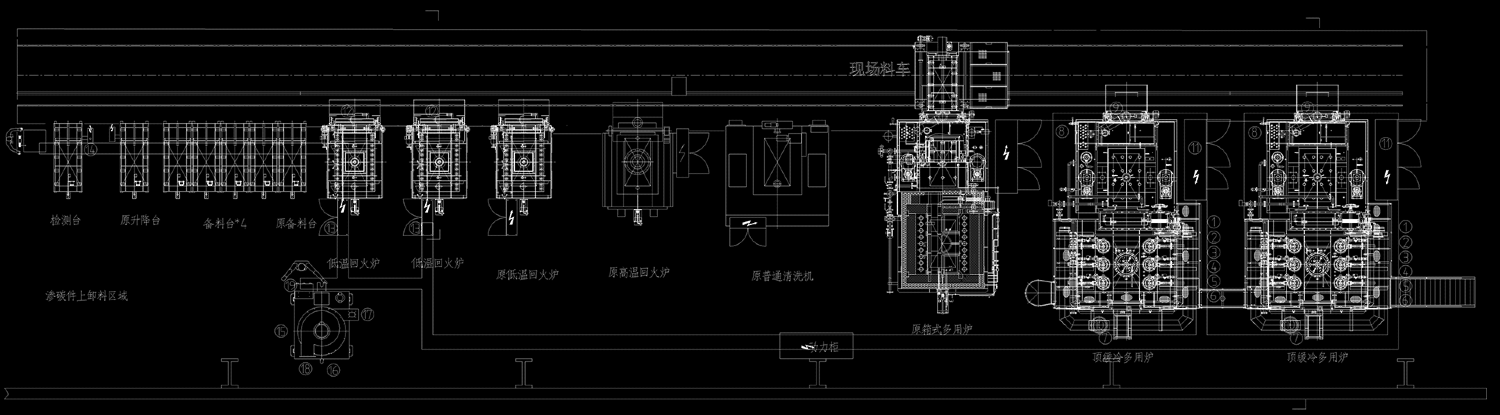 现场料车
⑫
⑫
⑨
⑨
⑧
⑧
⑪
⑪
⑭
检测台
原升降台
备料台*4
原备料台
⑬
⑬
低温回火炉
低温回火炉
原低温回火炉
原高温回火炉
原普通清洗机
原箱式多用炉
①
②
③
④
⑤
⑥
①
②
③
④
⑤
⑥
渗碳件上卸料区域
⑲
⑰
⑮
⑱
⑯
动力柜
⑦
⑦
顶缓冷多用炉
顶缓冷多用炉